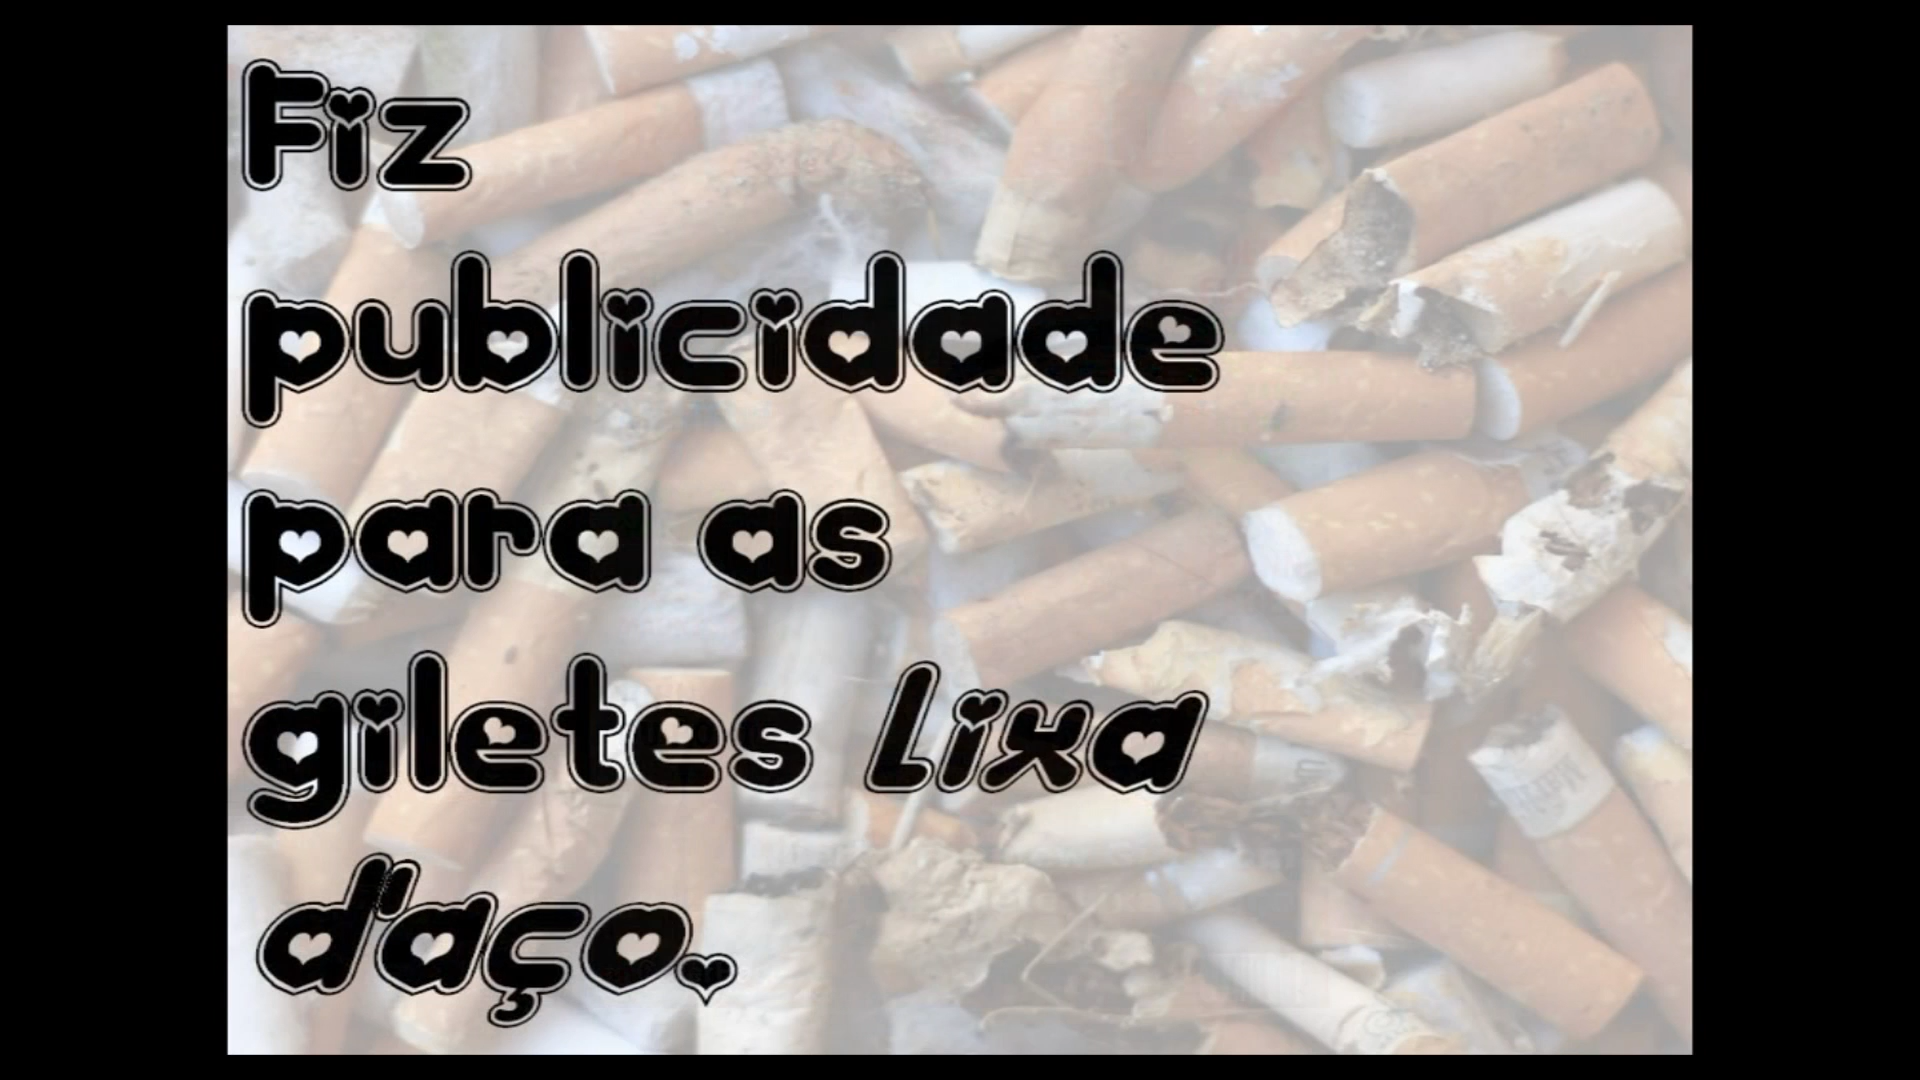 Fiz
publicidade
para as
giletes Lixa
d'aço.